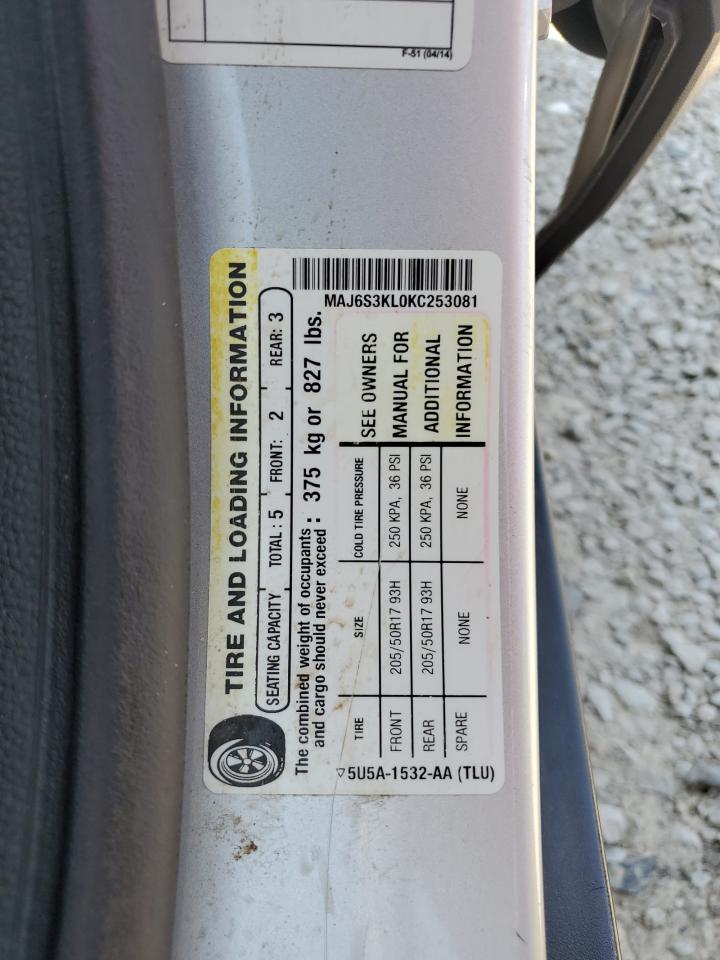 F-51 (04/14)
MAJ6S3KL0KC253081
TIRE AND LOADING INFORMATION
SEATING CAPACITY TOTAL : 5 FRONT: 2 REAR: 3
The combined weight of occupants
and cargo should never exceed : 375 kg or 827 lbs.
TIRE SIZE COLD TIRE PRESSURE SEE OWNERS
FRONT 205/50R17 93H 250 KPA, 36 PSI MANUAL FOR
REAR 205/50R17 93H 250 KPA, 36 PSI ADDITIONAL
SPARE NONE NONE INFORMATION
▽5U5A-1532-AA (TLU)